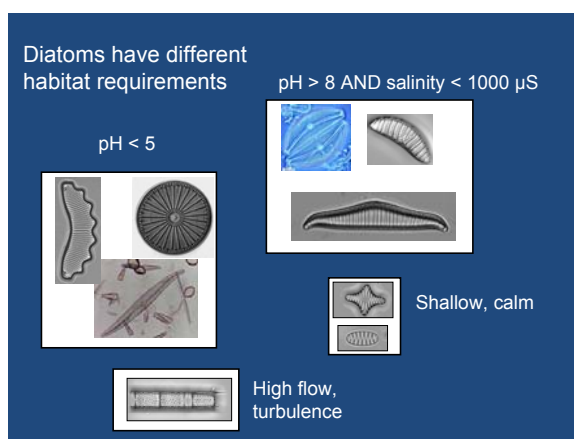 Diatoms have different
habitat requirements
pH > 8 AND salinity < 1000 µS
pH < 5
Shallow, calm
High flow,
turbulence